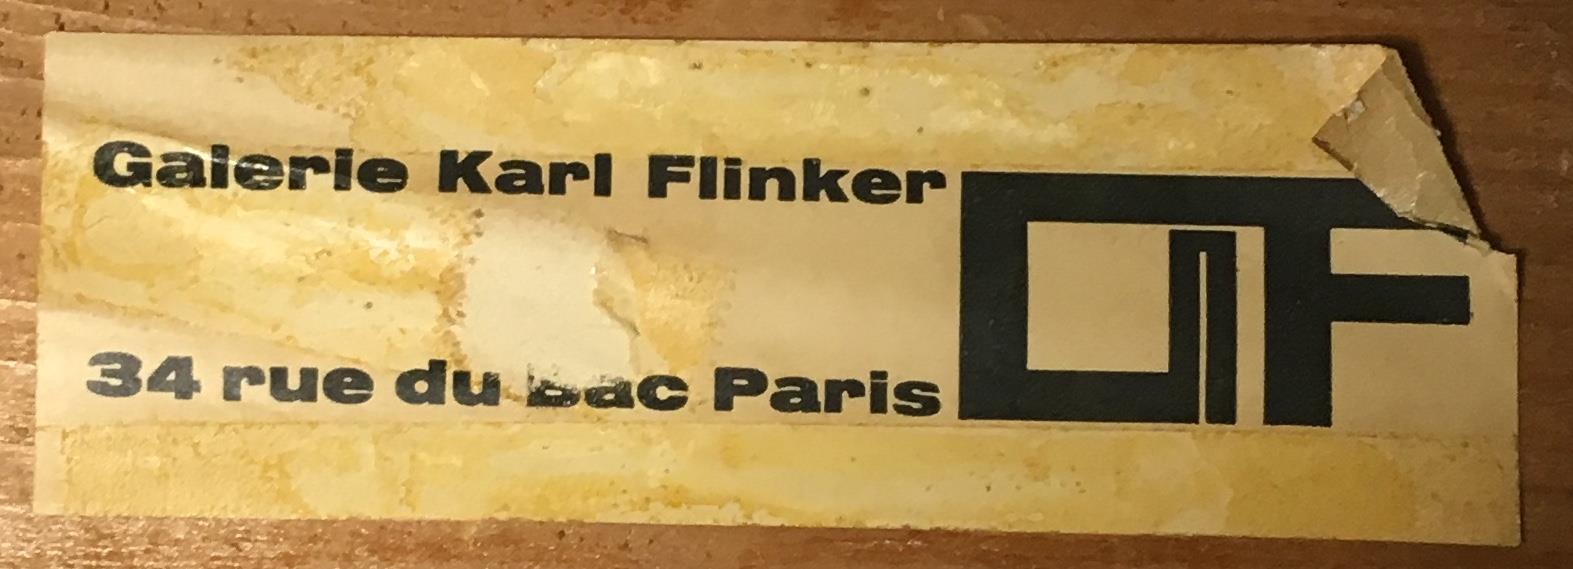 Galerie Karl Flinker
34 rue du bac Paris